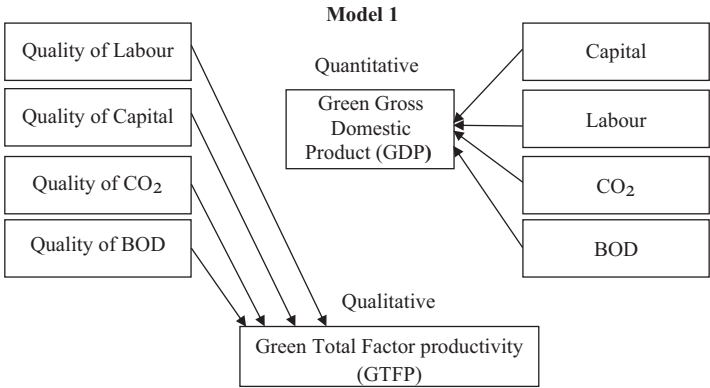 Model 1
Quality of Labour
Quality of Capital
Quality of CO₂
Quality of BOD
Quantitative
Green Gross
Domestic
Product (GDP)
Capital
Labour
CO₂
BOD
Qualitative
Green Total Factor productivity
(GTFP)